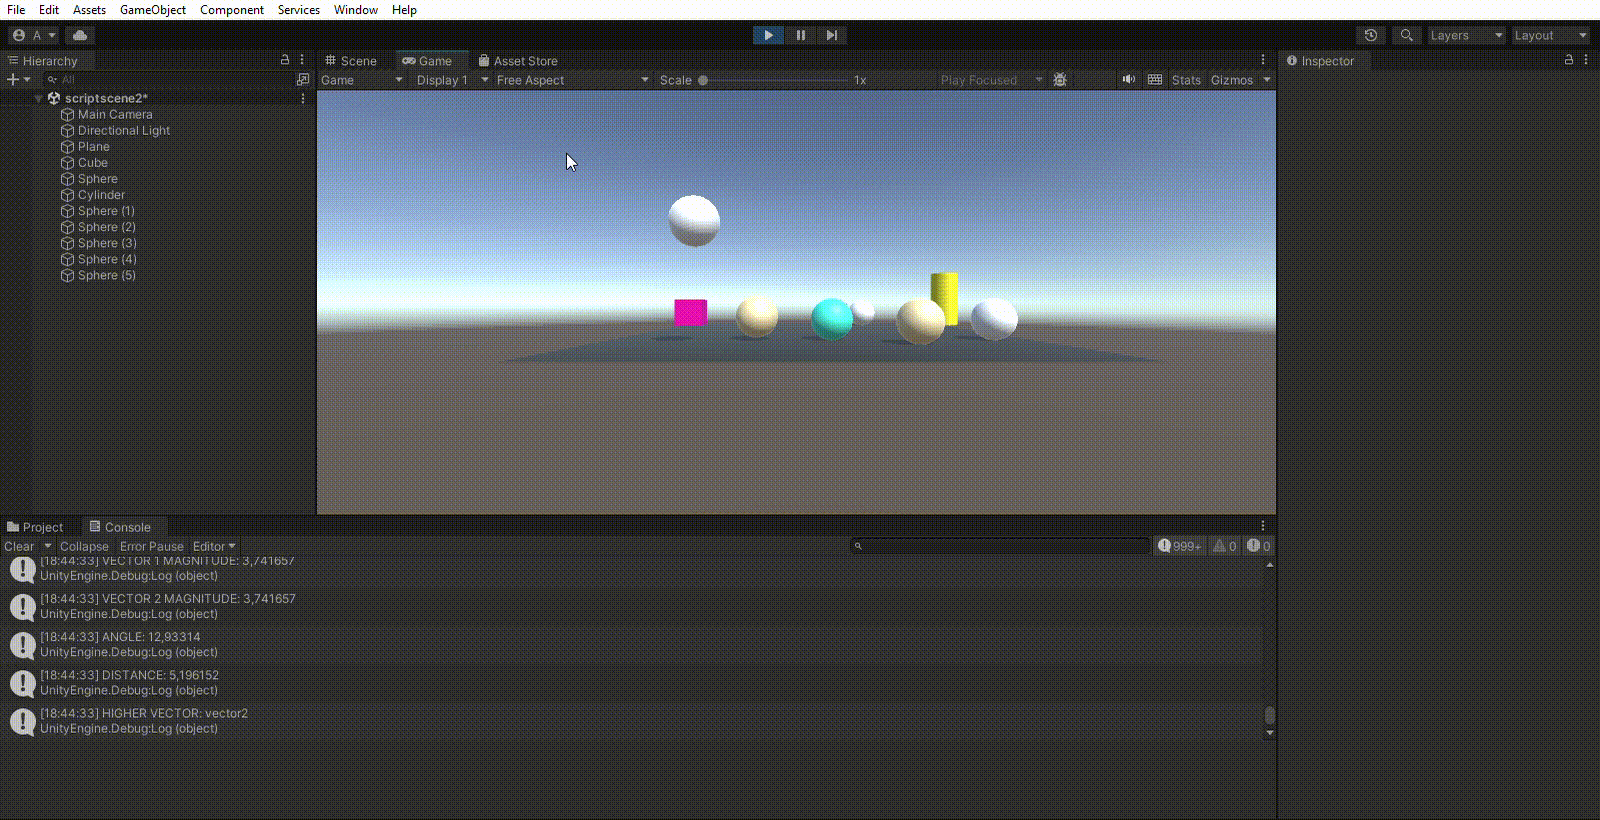 File Edit Assets GameObject Component Services Window Help
A
Layers Layout
Hierarchy
Scene Game Asset Store
Inspector
All
Game Display 1 Free Aspect Scale 1x Play Focused Stats Gizmos
scriptscene2*
Main Camera
Directional Light
Plane
Cube
Sphere
Cylinder
Sphere (1)
Sphere (2)
Sphere (3)
Sphere (4)
Sphere (5)
Project Console
Clear Collapse Error Pause Editor 999+ 0 0
[18:44:33] VECTOR 1 MAGNITUDE: 3,741657
UnityEngine.Debug:Log (object)
[18:44:33] VECTOR 2 MAGNITUDE: 3,741657
UnityEngine.Debug:Log (object)
[18:44:33] ANGLE: 12,93314
UnityEngine.Debug:Log (object)
[18:44:33] DISTANCE: 5,196152
UnityEngine.Debug:Log (object)
[18:44:33] HIGHER VECTOR: vector2
UnityEngine.Debug:Log (object)